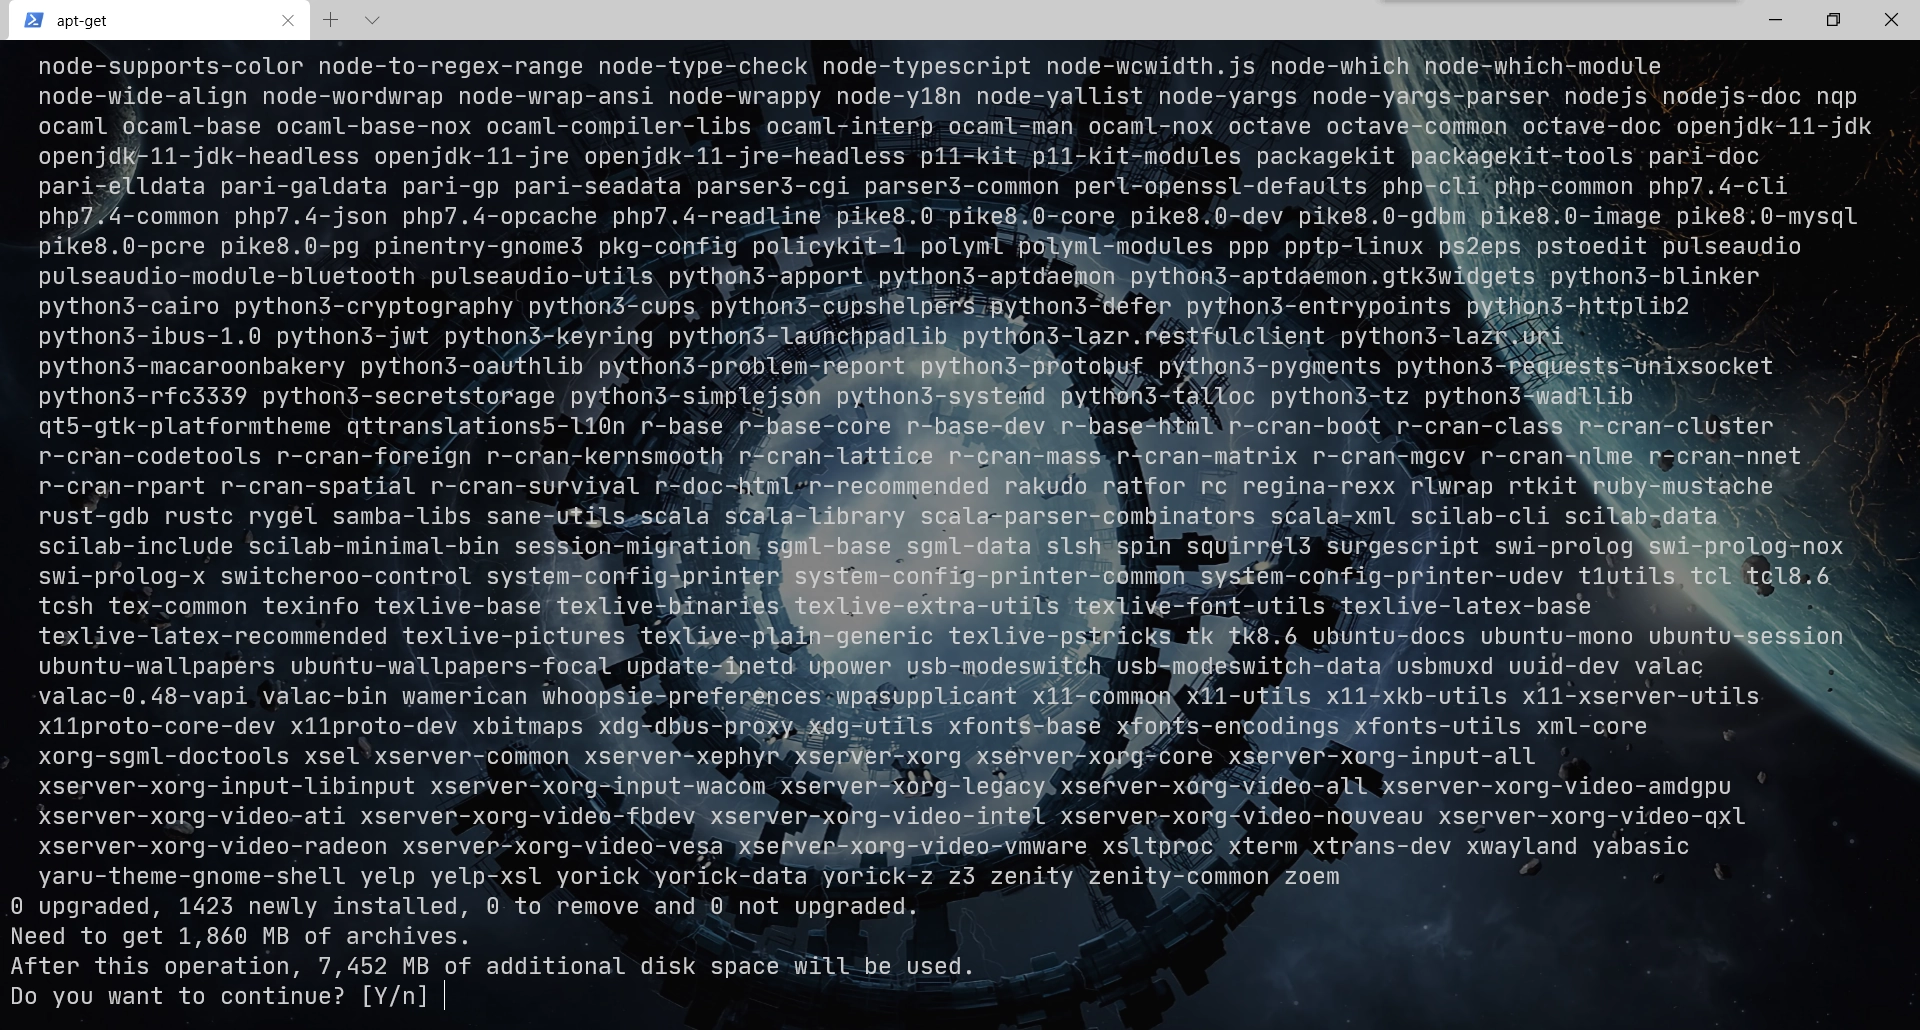 apt-get
node-supports-color node-to-regex-range node-type-check node-typescript node-wcwidth.js node-which node-which-module
node-wide-align node-wordwrap node-wrap-ansi node-wrappy node-y18n node-yallist node-yargs node-yargs-parser nodejs nodejs-doc nqp
ocaml ocaml-base ocaml-base-nox ocaml-compiler-libs ocaml-interp ocaml-man ocaml-nox octave octave-common octave-doc openjdk-11-jdk
openjdk-11-jdk-headless openjdk-11-jre openjdk-11-jre-headless p11-kit p11-kit-modules packagekit packagekit-tools pari-doc
pari-elldata pari-galdata pari-gp pari-seadata parser3-cgi parser3-common perl-openssl-defaults php-cli php-common php7.4-cli
php7.4-common php7.4-json php7.4-opcache php7.4-readline pike8.0 pike8.0-core pike8.0-dev pike8.0-gdbm pike8.0-image pike8.0-mysql
pike8.0-pcre pike8.0-pg pinentry-gnome3 pkg-config policykit-1 polyml polyml-modules ppp pptp-linux ps2eps pstoedit pulseaudio
pulseaudio-module-bluetooth pulseaudio-utils python3-apport python3-aptdaemon python3-aptdaemon.gtk3widgets python3-blinker
python3-cairo python3-cryptography python3-cups python3-cupshelpers python3-defer python3-entrypoints python3-httplib2
python3-ibus-1.0 python3-jwt python3-keyring python3-launchpadlib python3-lazr.restfulclient python3-lazr.uri
python3-macaroonbakery python3-oauthlib python3-problem-report python3-protobuf python3-pygments python3-requests-unixsocket
python3-rfc3339 python3-secretstorage python3-simplejson python3-systemd python3-talloc python3-tz python3-wadllib
qt5-gtk-platformtheme qttranslations5-l10n r-base r-base-core r-base-dev r-base-html r-cran-boot r-cran-class r-cran-cluster
r-cran-codetools r-cran-foreign r-cran-kernsmooth r-cran-lattice r-cran-mass r-cran-matrix r-cran-mgcv r-cran-nlme r-cran-nnet
r-cran-rpart r-cran-spatial r-cran-survival r-doc-html r-recommended rakudo ratfor rc regina-rexx rlwrap rtkit ruby-mustache
rust-gdb rustc rygel samba-libs sane-utils scala scala-library scala-parser-combinators scala-xml scilab-cli scilab-data
scilab-include scilab-minimal-bin session-migration sgml-base sgml-data slsh spin squirrel3 surgescript swi-prolog swi-prolog-nox
swi-prolog-x switcheroo-control system-config-printer system-config-printer-common system-config-printer-udev t1utils tcl tcl8.6
tcsh tex-common texinfo texlive-base texlive-binaries texlive-extra-utils texlive-font-utils texlive-latex-base
texlive-latex-recommended texlive-pictures texlive-plain-generic texlive-pstricks tk tk8.6 ubuntu-docs ubuntu-mono ubuntu-session
ubuntu-wallpapers ubuntu-wallpapers-focal update-inetd upower usb-modeswitch usb-modeswitch-data usbmuxd uuid-dev valac
valac-0.48-vapi valac-bin wamerican whoopsie-preferences wpasupplicant x11-common x11-utils x11-xkb-utils x11-xserver-utils
x11proto-core-dev x11proto-dev xbitmaps xdg-dbus-proxy xdg-utils xfonts-base xfonts-encodings xfonts-utils xml-core
xorg-sgml-doctools xsel xserver-common xserver-xephyr xserver-xorg xserver-xorg-core xserver-xorg-input-all
xserver-xorg-input-libinput xserver-xorg-input-wacom xserver-xorg-legacy xserver-xorg-video-all xserver-xorg-video-amdgpu
xserver-xorg-video-ati xserver-xorg-video-fbdev xserver-xorg-video-intel xserver-xorg-video-nouveau xserver-xorg-video-qxl
xserver-xorg-video-radeon xserver-xorg-video-vesa xserver-xorg-video-vmware xsltproc xterm xtrans-dev xwayland yabasic
yaru-theme-gnome-shell yelp yelp-xsl yorick yorick-data yorick-z z3 zenity zenity-common zoem
0 upgraded, 1423 newly installed, 0 to remove and 0 not upgraded.
Need to get 1,860 MB of archives.
After this operation, 7,452 MB of additional disk space will be used.
Do you want to continue? [Y/n]